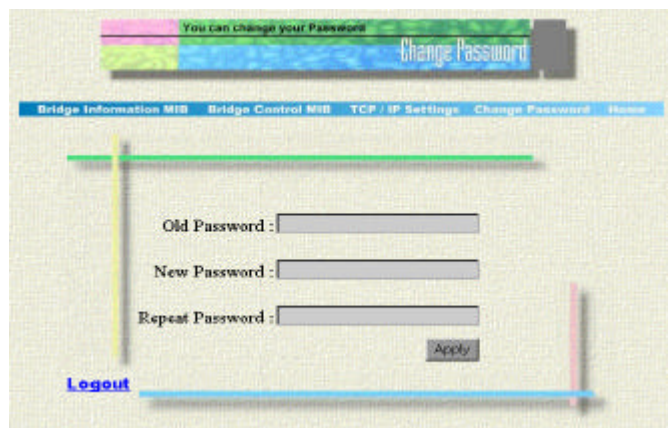 You can change your Password
Change Password
Bridge Information MIB Bridge Control MIB TCP / IP Settings Change Password Home
Old Password :
New Password :
Repeat Password :
Apply
Logout